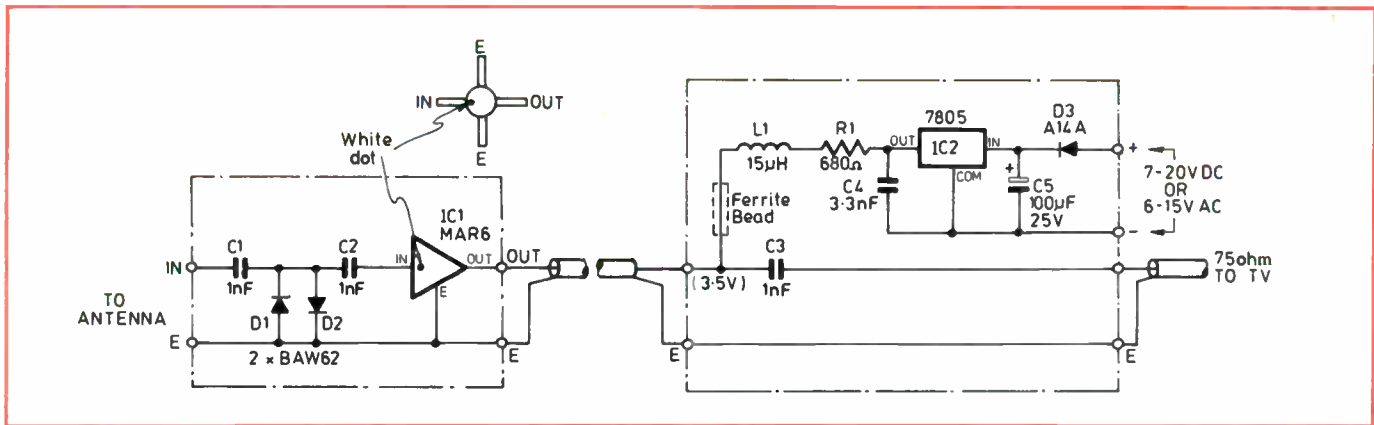 E
IN
OUT
E
White
dot
IN
TO
ANTENNA
E
C1
1nF
D1
D2
2 x BAW62
C2
1nF
IC1
MAR6
IN
OUT
E
OUT
E
L1
15µH
R1
680Ω
Ferrite
Bead
(3.5V)
C3
1nF
E
C4
3·3nF
7805
OUT
IC2
IN
COM
+
C5
100µF
25V
D3
A14A
+
7-20V DC
OR
6-15V AC
-
75ohm
TO TV
E